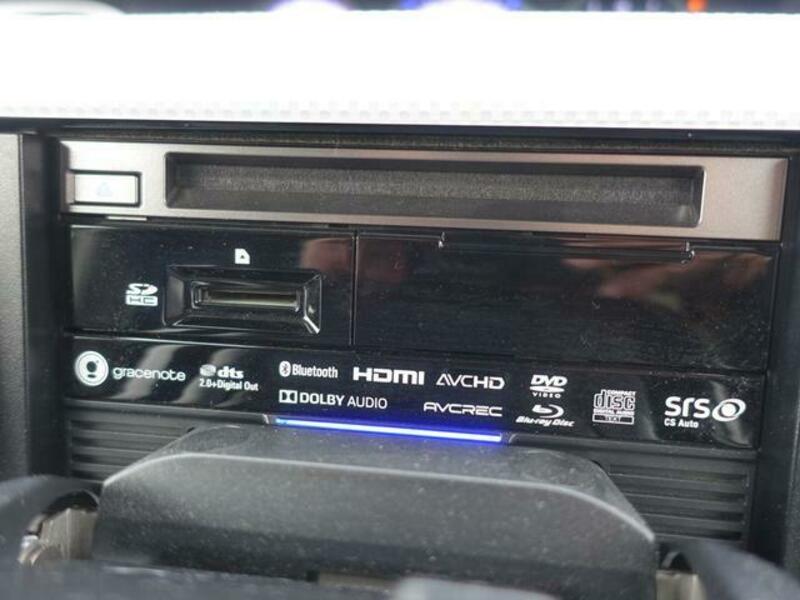 SD
HC
gracenote
dts
2.0+Digital Out
Bluetooth
DOLBY AUDIO
HDMI
AVCHD
AVCREC
DVD
VIDEO
Blu-ray Disc
COMPACT
disc
DIGITAL AUDIO
TEXT
SRS
CS Auto